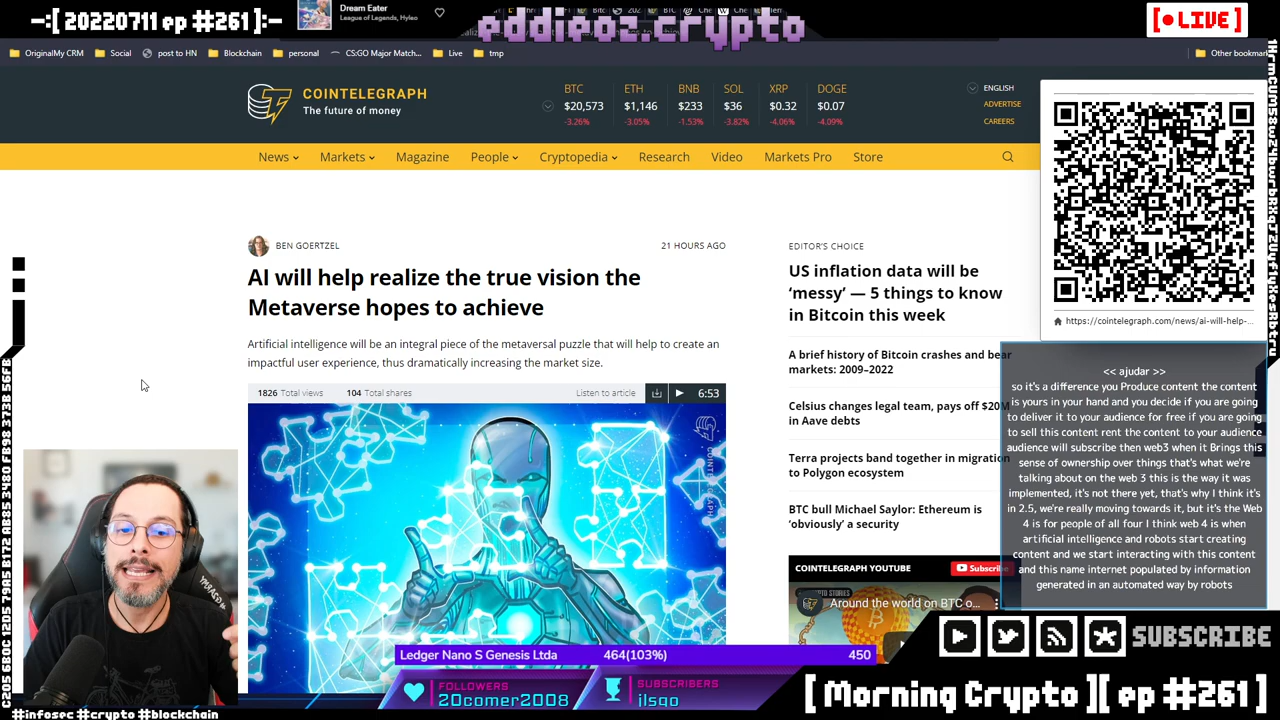 -:[ 20220711 ep #261 ]:-
Dream Eater
League of Legends, Hyleo
eddieoz.crypto
[● LIVE]
OriginalMy CRM
Social
post to HN
Blockchain
personal
CS:GO Major Match...
Live
tmp
Other bookmar
COINTELEGRAPH
The future of money
BTC ETH BNB SOL XRP DOGE
$20,573 $1,146 $233 $36 $0.32 $0.07
-3.26% -3.05% -1.53% -3.82% -4.06% -4.09%
ENGLISH
ADVERTISE
CAREERS
News Markets Magazine People Cryptopedia Research Video Markets Pro Store
BEN GOERTZEL
21 HOURS AGO
AI will help realize the true vision the
Metaverse hopes to achieve
Artificial intelligence will be an integral piece of the metaversal puzzle that will help to create an
impactful user experience, thus dramatically increasing the market size.
1826 Total views 104 Total shares Listen to article 6:53
COINTELEGRAPH
EDITOR'S CHOICE
US inflation data will be
‘messy’ — 5 things to know
in Bitcoin this week
A brief history of Bitcoin crashes and bear
markets: 2009–2022
Celsius changes legal team, pays off $20M
in Aave debts
Terra projects band together in migration
to Polygon ecosystem
BTC bull Michael Saylor: Ethereum is
‘obviously’ a security
COINTELEGRAPH YOUTUBE
Subscribe
Around the world on BTC o...
https://cointelegraph.com/news/ai-will-help-...
<< ajudar >>
so it's a difference you Produce content the content
is yours in your hand and you decide if you are going
to deliver it to your audience for free if you are going
to sell this content rent the content to your audience
audience will subscribe then web3 when it Brings this
sense of ownership over things that's what we're
talking about on the web 3 this is the way it was
implemented, it's not there yet, that's why I think it's
in 2.5, we're really moving towards it, but it's the Web
4 is for people of all four I think web 4 is when
artificial intelligence and robots start creating
content and we start interacting with this content
and this name internet populated by information
generated in an automated way by robots
Ledger Nano S Genesis Ltda 464(103%) 450
FOLLOWERS
20comer2008
SUBSCRIBERS
ilsgo
SUBSCRIBE
[ Morning Crypto ][ ep #261 ]
#infosec #crypto #blockchain